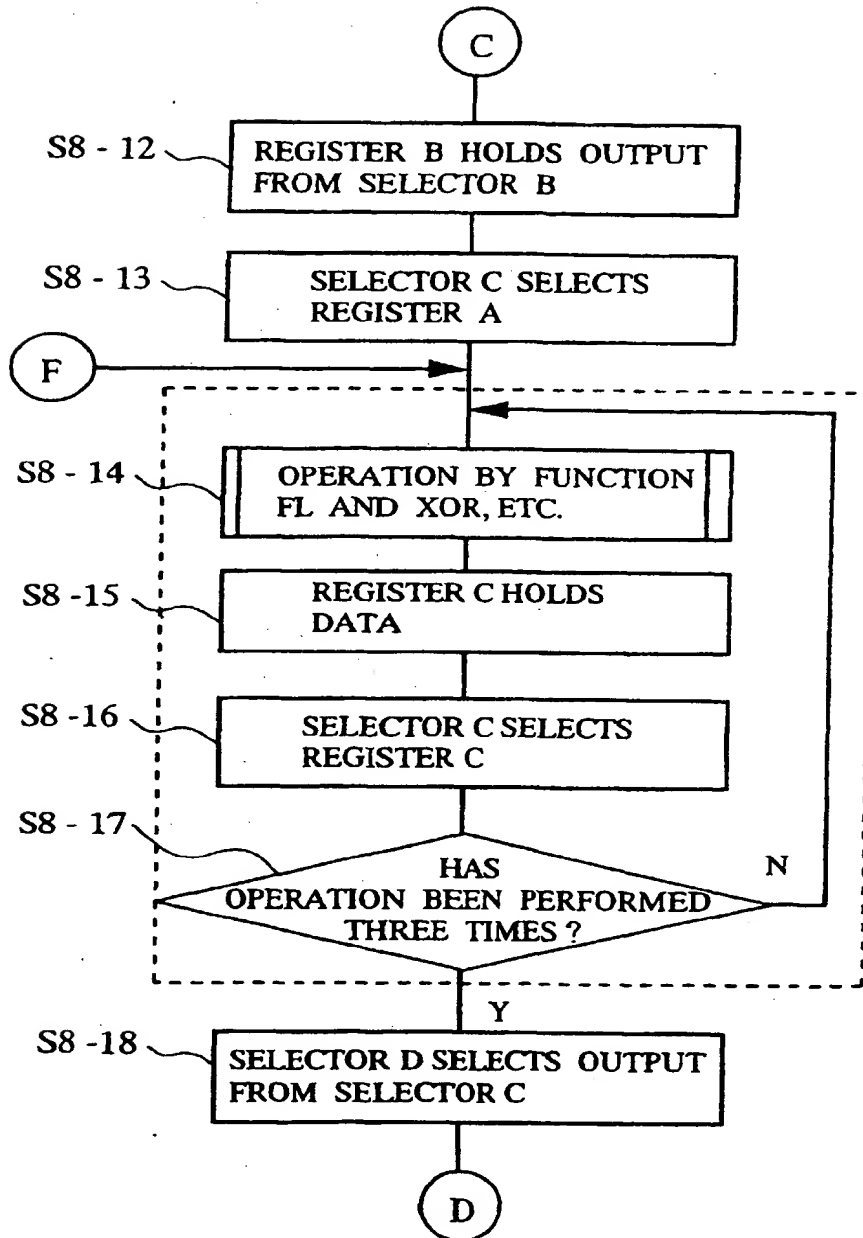 C
S8 - 12
REGISTER B HOLDS OUTPUT
FROM SELECTOR B
S8 - 13
SELECTOR C SELECTS
REGISTER A
F
S8 - 14
OPERATION BY FUNCTION
FL AND XOR, ETC.
S8 -15
REGISTER C HOLDS
DATA
S8 -16
SELECTOR C SELECTS
REGISTER C
S8 - 17
HAS
OPERATION BEEN PERFORMED
THREE TIMES ?
N
Y
S8 -18
SELECTOR D SELECTS OUTPUT
FROM SELECTOR C
D